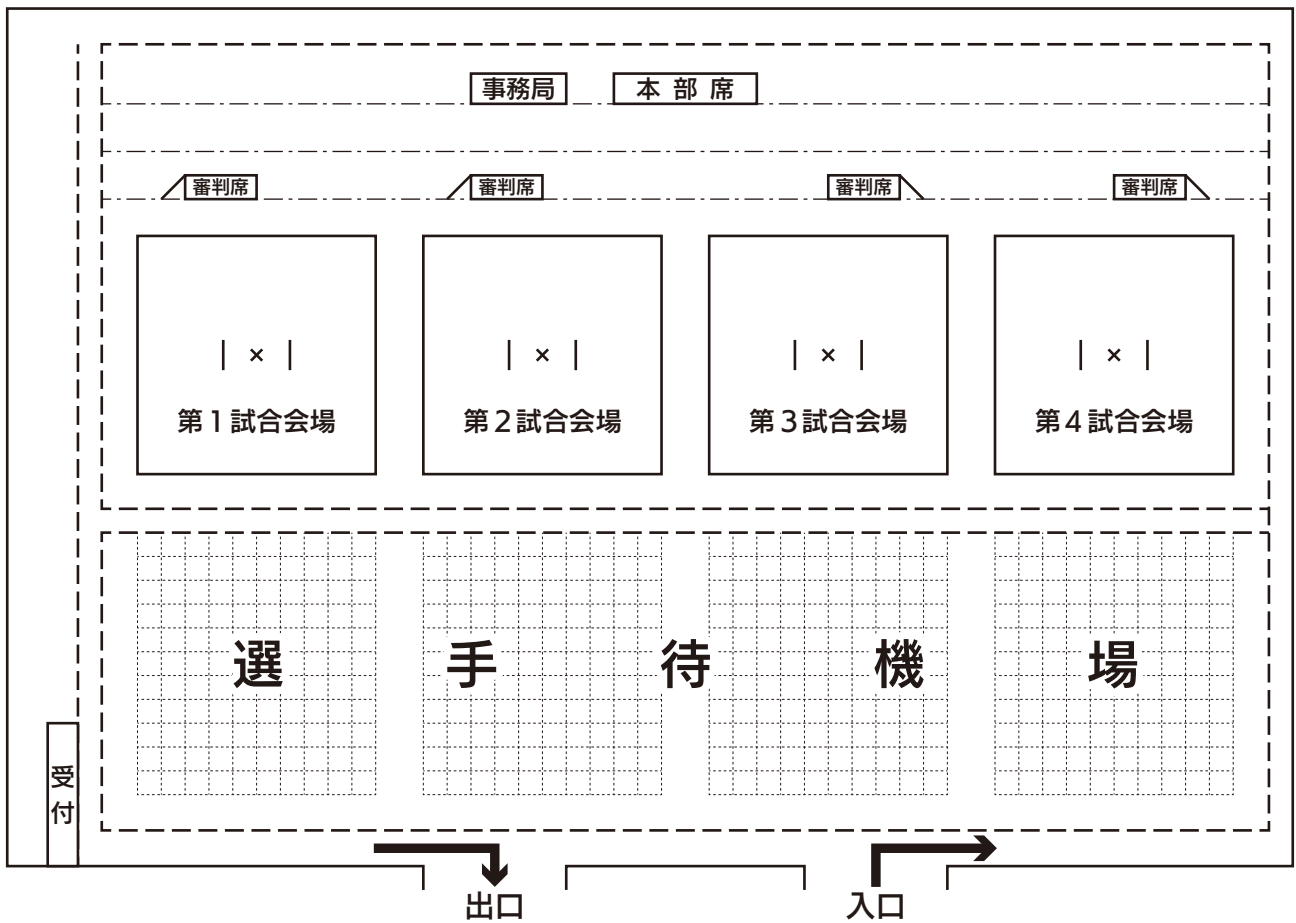 事務局 本部席
審判席 審判席 審判席 審判席
| × | | × | | × | | × |
第1試合会場 第2試合会場 第3試合会場 第4試合会場
選手待機場
受付
出口 入口